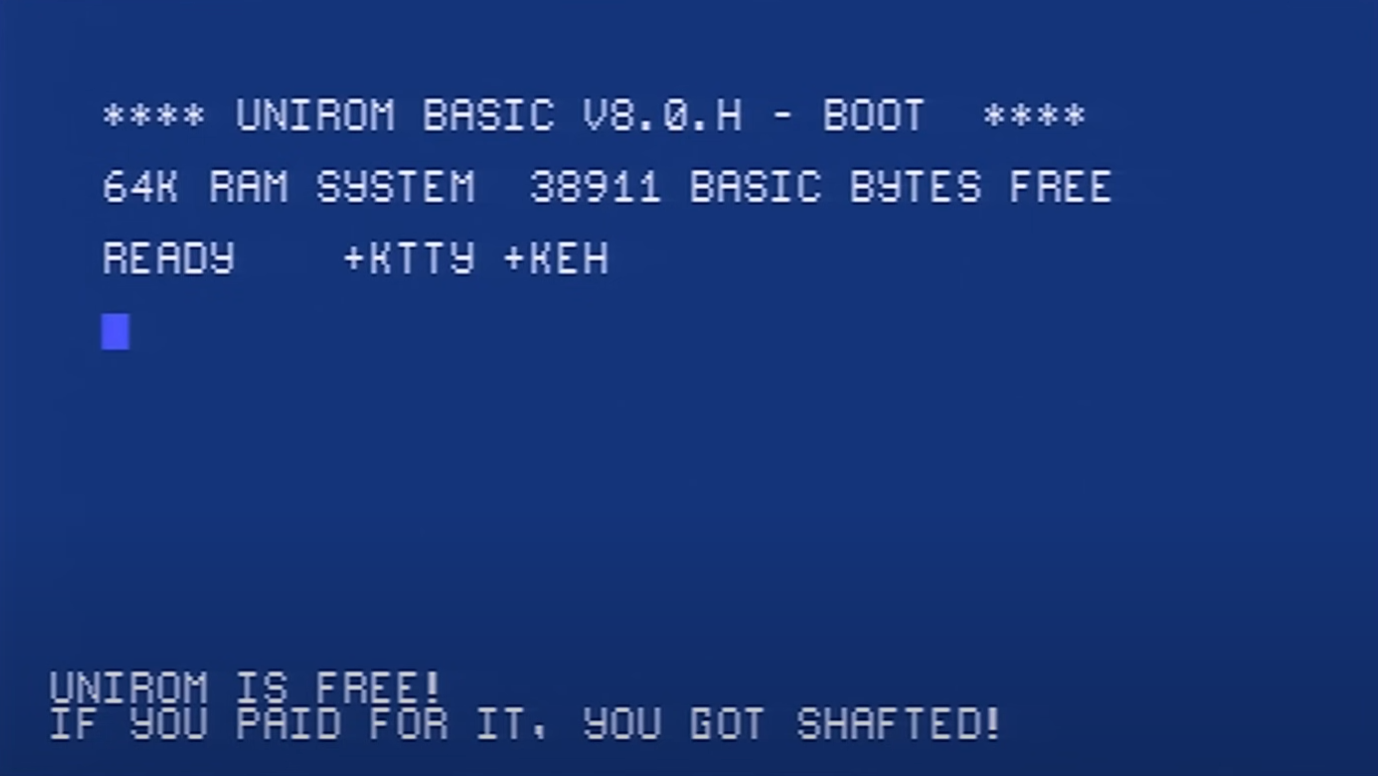 **** UNIROM BASIC V8.0.H - BOOT  ****
64K RAM SYSTEM  38911 BASIC BYTES FREE
READY    +KTTY +KEH
UNIROM IS FREE!
IF YOU PAID FOR IT, YOU GOT SHAFTED!